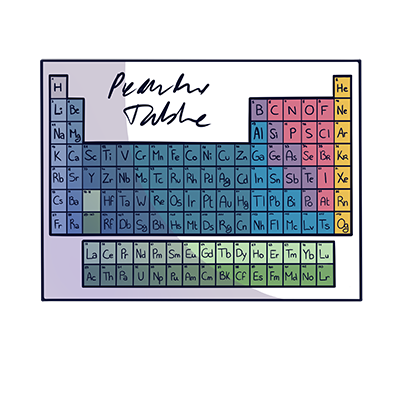 Table
H He
Li Be B C N O F Ne
Na Mg Al Si P S Cl Ar
K Ca Sc Ti V Cr Mn Fe Co Ni Cu Zn Ga Ge As Se Br Kr
Rb Sr Y Zr Nb Mo Tc Ru Rh Pd Ag Cd In Sn Sb Te I Xe
Cs Ba Hf Ta W Re Os Ir Pt Au Hg Tl Pb Bi Po At Rn
Fr Ra Rf Db Sg Bh Hs Mt Ds Rg Cn Nh Fl Mc Lv Ts Og
La Ce Pr Nd Pm Sm Eu Gd Tb Dy Ho Er Tm Yb Lu
Ac Th Pa U Np Pu Am Cm Bk Cf Es Fm Md No Lr